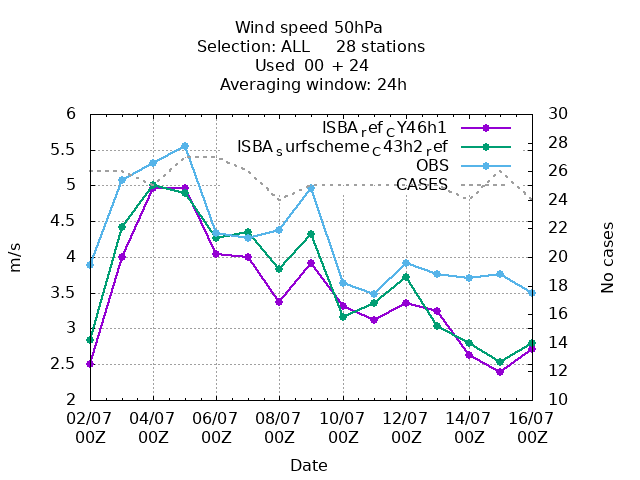 Wind speed 50hPa
Selection: ALL 28 stations
Used 00 + 24
Averaging window: 24h
ISBA_ref_CY46h1
ISBA_surfscheme_C43h2_ref
OBS
CASES
6
5.5
5
4.5
4
3.5
3
2.5
2
m/s
30
28
26
24
22
20
18
16
14
12
10
No cases
02/07 04/07 06/07 08/07 10/07 12/07 14/07 16/07
00Z 00Z 00Z 00Z 00Z 00Z 00Z 00Z
Date